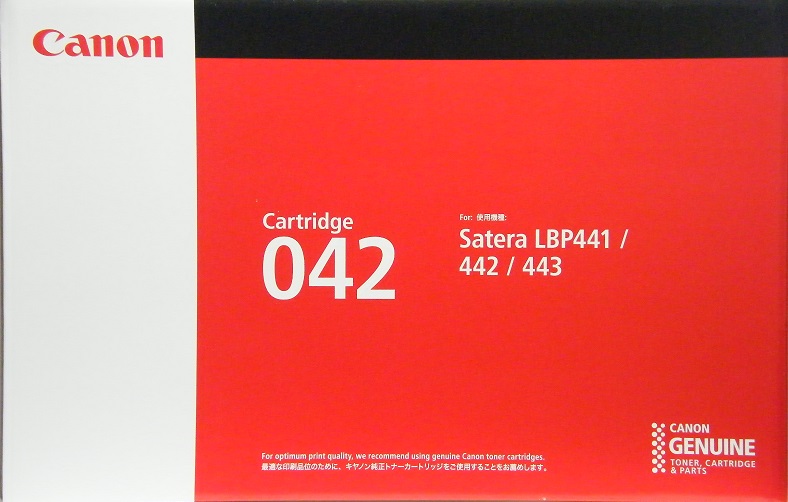 Canon
Cartridge
042
For: 使用機種:
Satera LBP441 /
442 / 443
For optimum print quality, we recommend using genuine Canon toner cartridges.
最適な印刷品位のために、キヤノン純正トナーカートリッジをご使用することをお薦めします。
CANON
GENUINE
TONER, CARTRIDGE
& PARTS